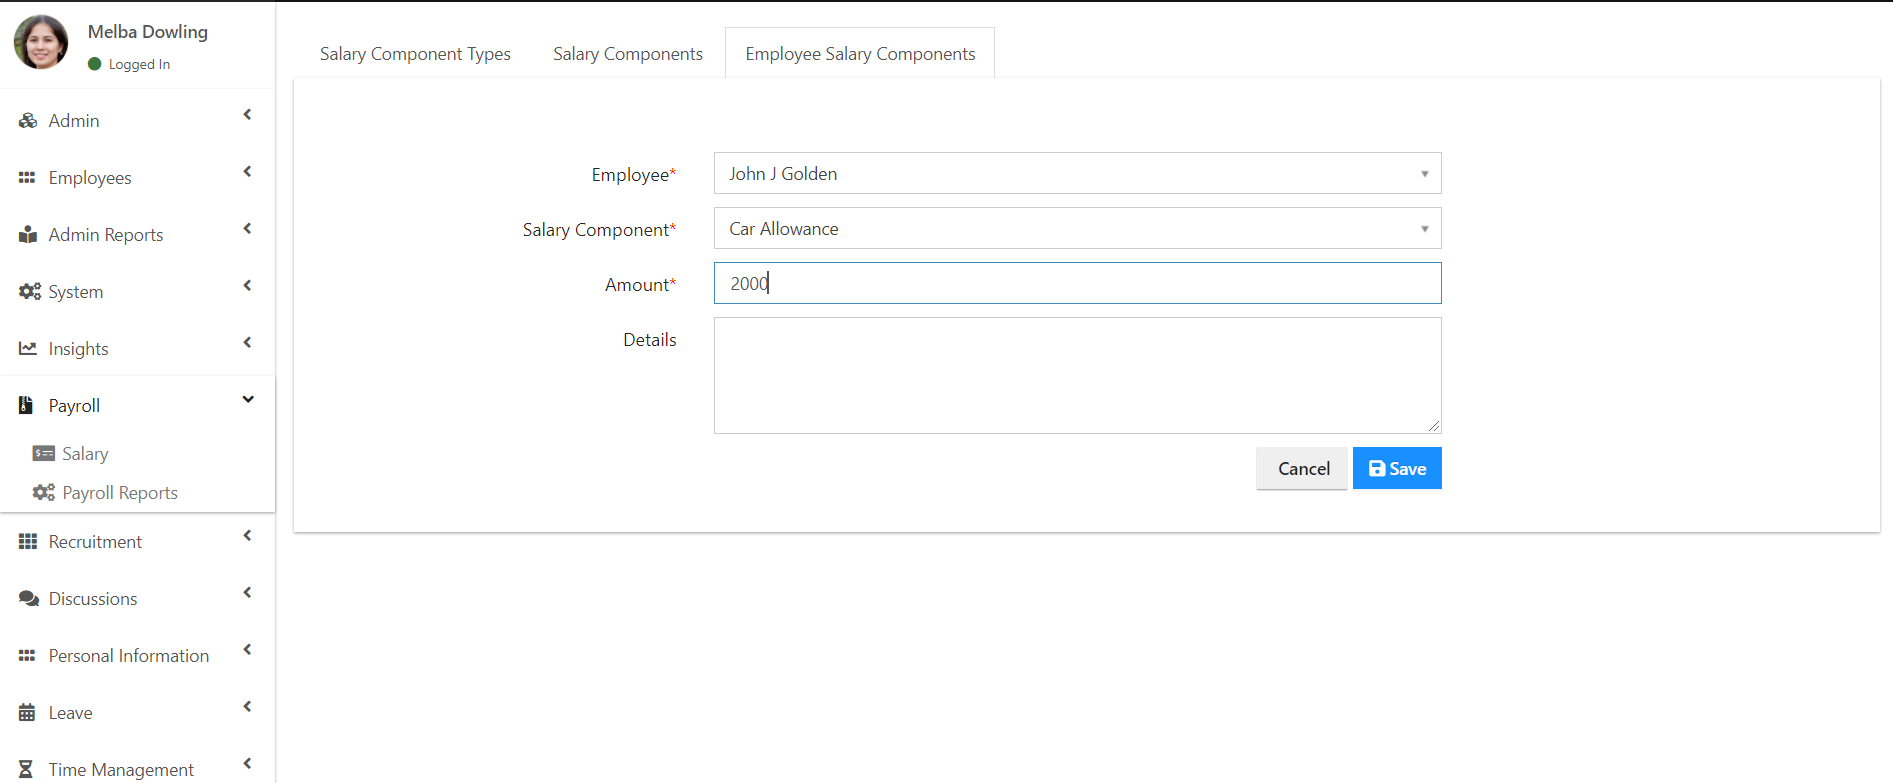 Melba Dowling
Logged In
Admin
Employees
Admin Reports
System
Insights
Payroll
Salary
Payroll Reports
Recruitment
Discussions
Personal Information
Leave
Time Management
Salary Component Types
Salary Components
Employee Salary Components
Employee*
John J Golden
Salary Component*
Car Allowance
Amount*
2000
Details
Cancel
Save